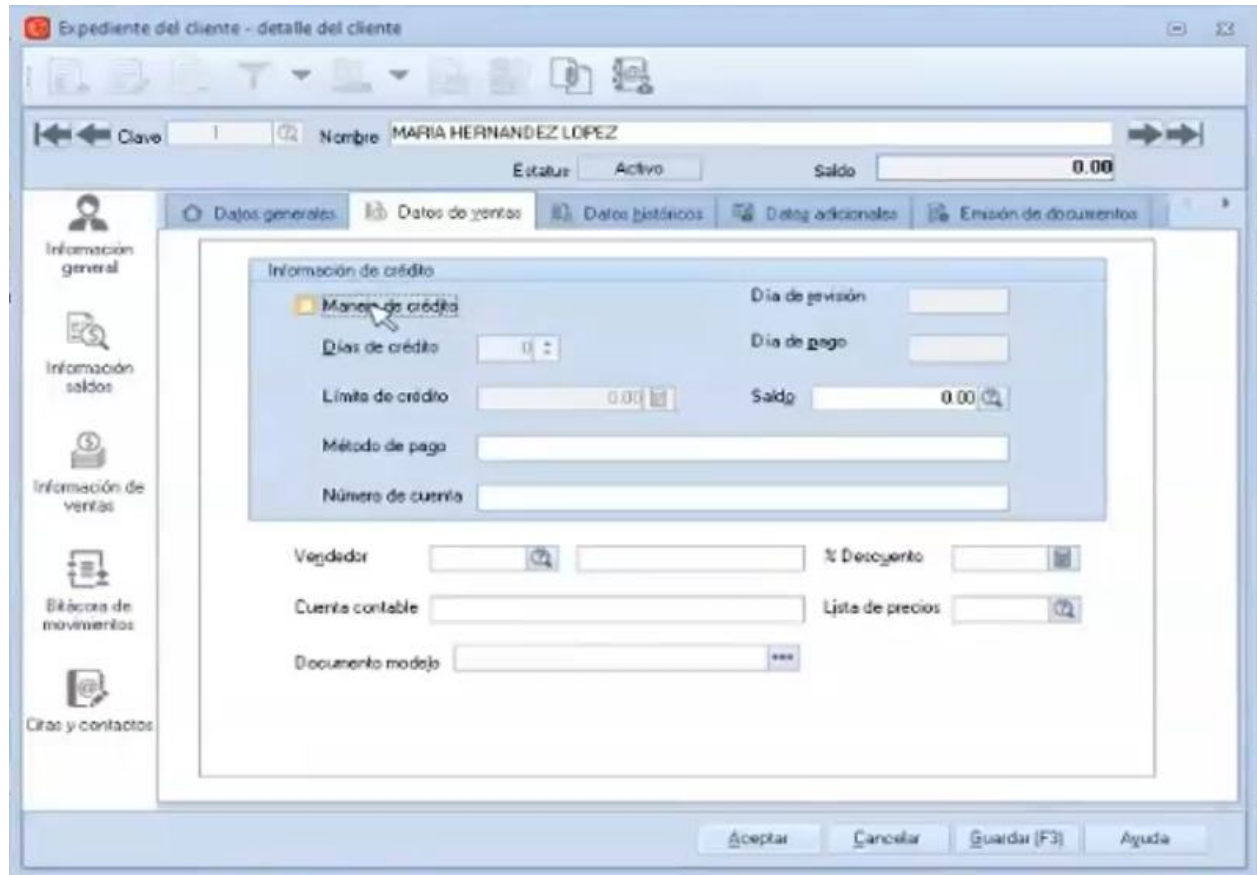 Expediente del cliente - detalle del cliente
Clave 1 Nombre MARIA HERNANDEZ LOPEZ
Estatus Activo Saldo 0.00
Datos generales Datos de ventas Datos históricos Datos adicionales Emisión de documentos
Información general
Información saldos
Información de ventas
Bitácora de movimientos
Citas y contactos
Información de crédito
Manejo de crédito Día de revisión
Días de crédito 0 Día de pago
Límite de crédito 0.00 Saldo 0.00
Método de pago
Número de cuenta
Vendedor % Descuento
Cuenta contable Lista de precios
Documento modelo
Aceptar Cancelar Guardar (F3) Ayuda